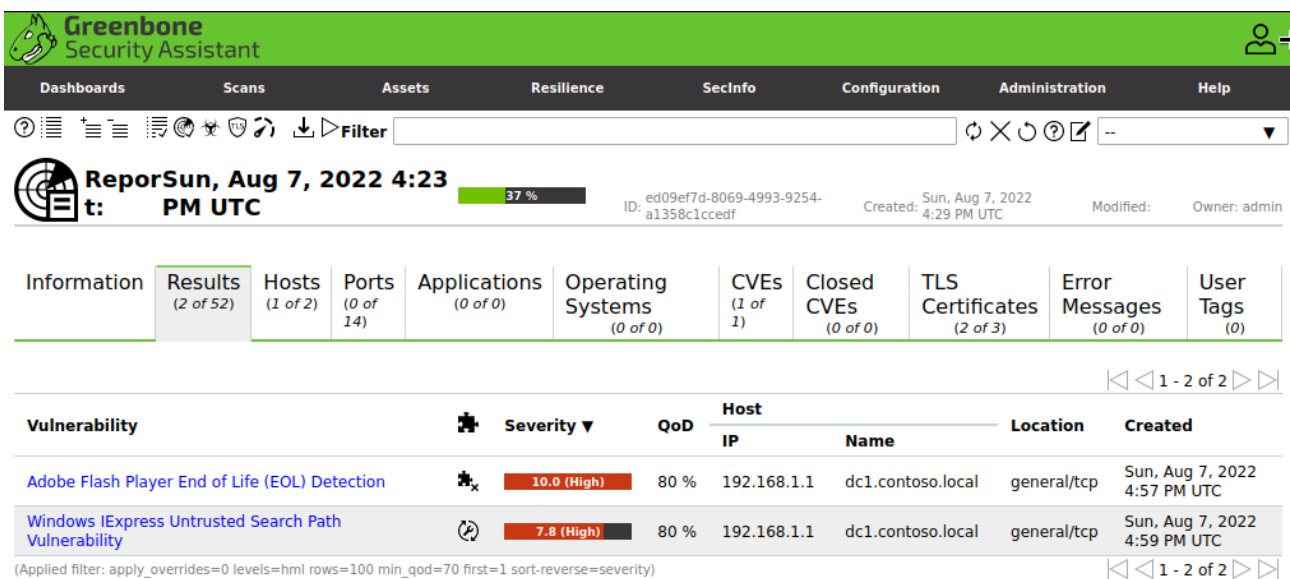 Greenbone
Security Assistant
Dashboards Scans Assets Resilience SecInfo Configuration Administration Help
TLS Filter --
Repor Sun, Aug 7, 2022 4:23
t: PM UTC
37 %
ID: ed09ef7d-8069-4993-9254-
a1358c1ccedf
Created: Sun, Aug 7, 2022
4:29 PM UTC
Modified:
Owner: admin
Information
Results
(2 of 52)
Hosts
(1 of 2)
Ports
(0 of
14)
Applications
(0 of 0)
Operating
Systems
(0 of 0)
CVEs
(1 of
1)
Closed
CVEs
(0 of 0)
TLS
Certificates
(2 of 3)
Error
Messages
(0 of 0)
User
Tags
(0)
1 - 2 of 2
Vulnerability Severity ▼ QoD Host Location Created
IP Name
Adobe Flash Player End of Life (EOL) Detection 10.0 (High) 80 % 192.168.1.1 dc1.contoso.local general/tcp Sun, Aug 7, 2022
4:57 PM UTC
Windows IExpress Untrusted Search Path
Vulnerability 7.8 (High) 80 % 192.168.1.1 dc1.contoso.local general/tcp Sun, Aug 7, 2022
4:59 PM UTC
(Applied filter: apply_overrides=0 levels=hml rows=100 min_qod=70 first=1 sort-reverse=severity)
1 - 2 of 2